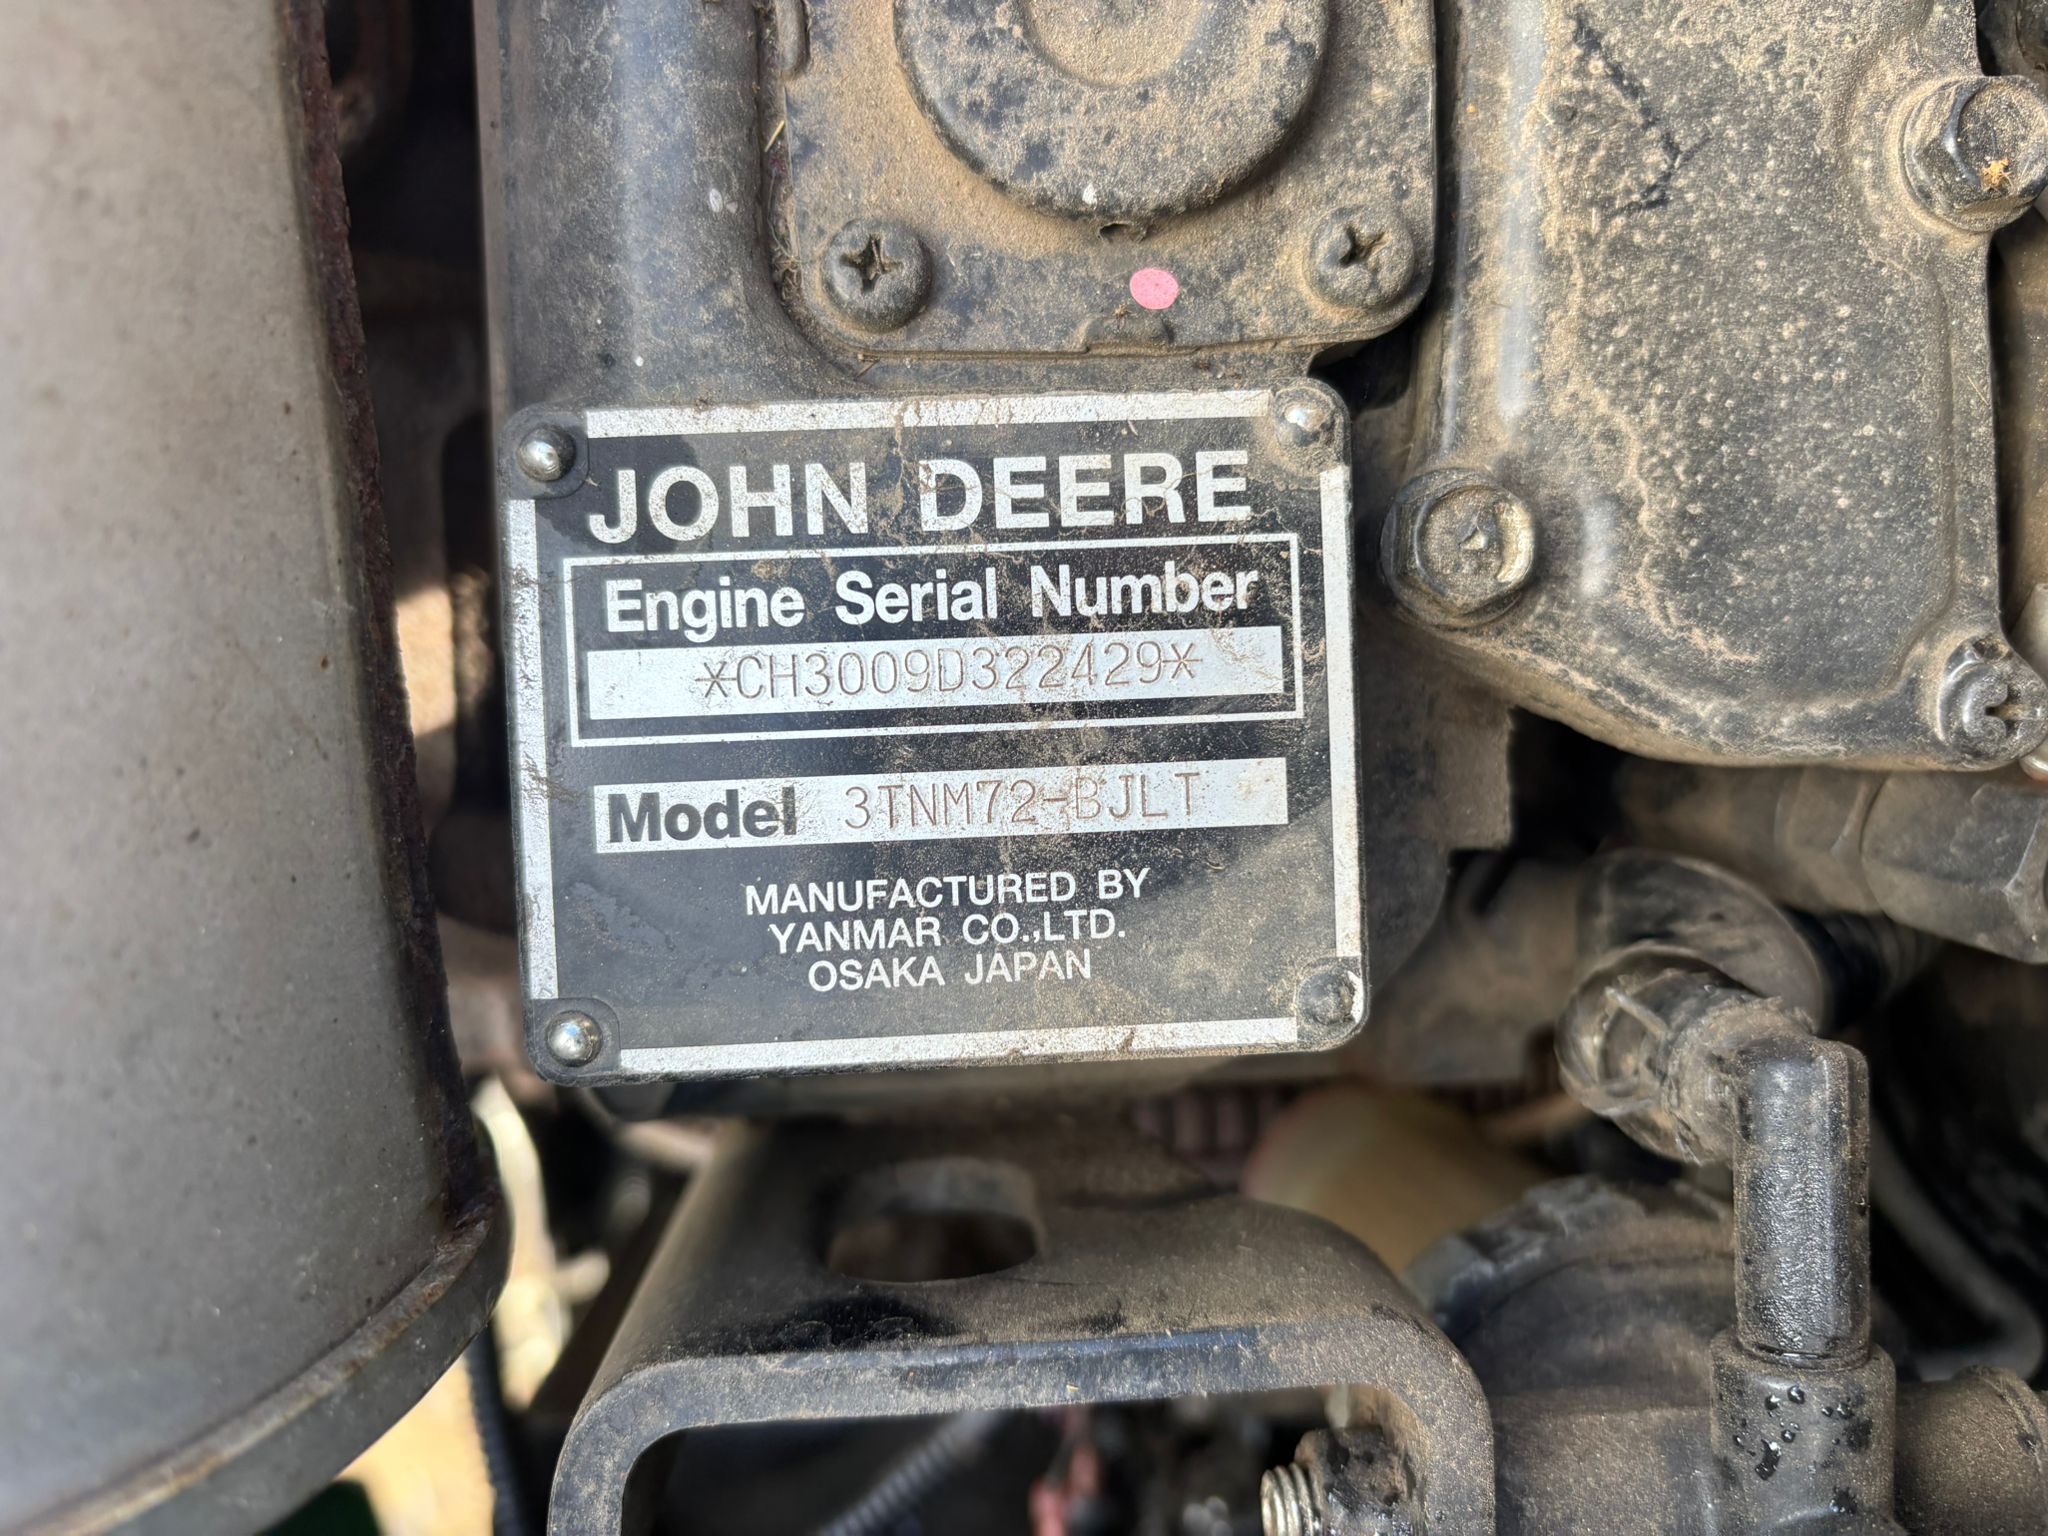 JOHN DEERE
Engine Serial Number
*CH3009D322429*
Model 3TNM72-BJLT
MANUFACTURED BY
YANMAR CO.,LTD.
OSAKA JAPAN